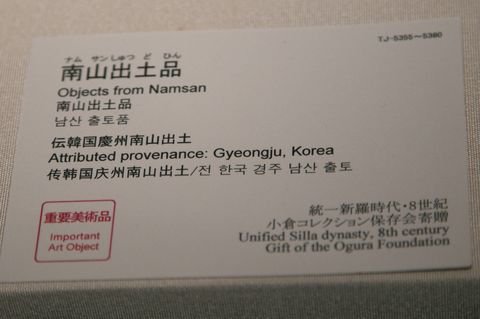 TJ-5355～5360
ナム サンしゅつ ど ひん
南山出土品
Objects from Namsan
南山出土品
남산 출토품
伝韓国慶州南山出土
Attributed provenance: Gyeongju, Korea
传韩国庆州南山出土/전 한국 경주 남산 출토
重要美術品
Important
Art Object
統一新羅時代・8世紀
小倉コレクション保存会寄贈
Unified Silla dynasty, 8th century
Gift of the Ogura Foundation